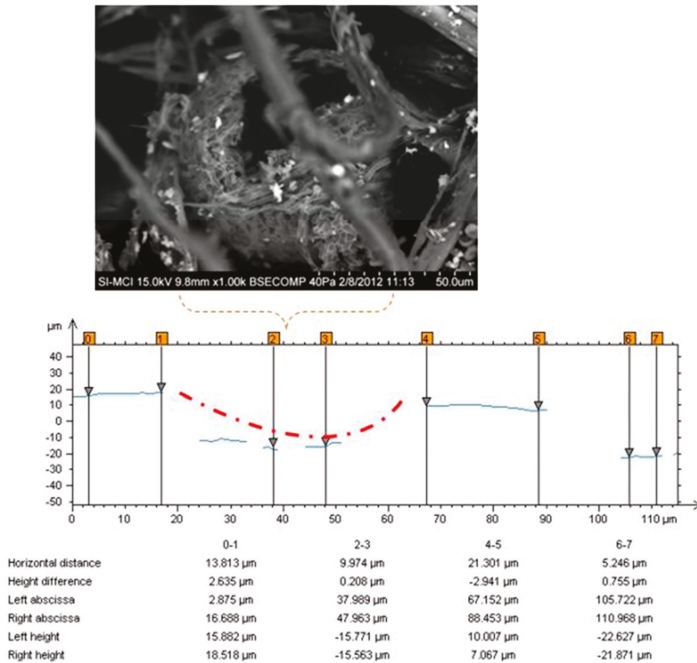 SI-MCI 15.0kV 9.8mm x1.00k BSECOMP 40Pa 2/8/2012 11:13 50.0um
µm
0 1 2 3 4 5 6 7
40
30
20
10
0
-10
-20
-30
-40
-50
0 10 20 30 40 50 60 70 80 90 100 110 µm
0-1 2-3 4-5 6-7
Horizontal distance 13.813 µm 9.974 µm 21.301 µm 5.246 µm
Height difference 2.635 µm 0.208 µm -2.941 µm 0.755 µm
Left abscissa 2.875 µm 37.989 µm 67.152 µm 105.722 µm
Right abscissa 16.688 µm 47.963 µm 88.453 µm 110.968 µm
Left height 15.882 µm -15.771 µm 10.007 µm -22.627 µm
Right height 18.518 µm -15.563 µm 7.067 µm -21.871 µm